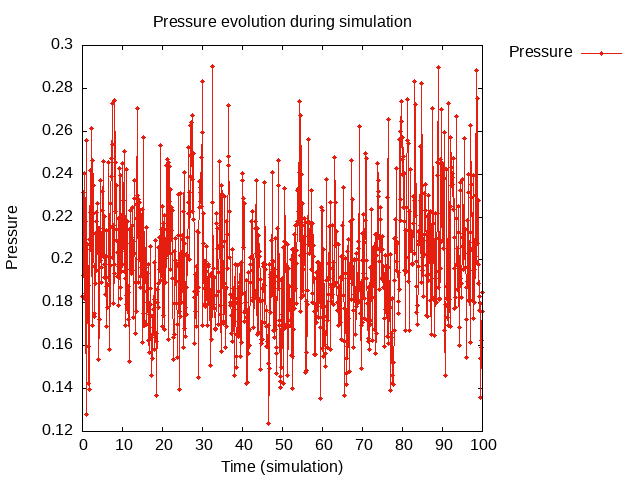 Pressure evolution during simulation
Pressure
0.3
0.28
0.26
0.24
0.22
0.2
0.18
0.16
0.14
0.12
Pressure
0 10 20 30 40 50 60 70 80 90 100
Time (simulation)